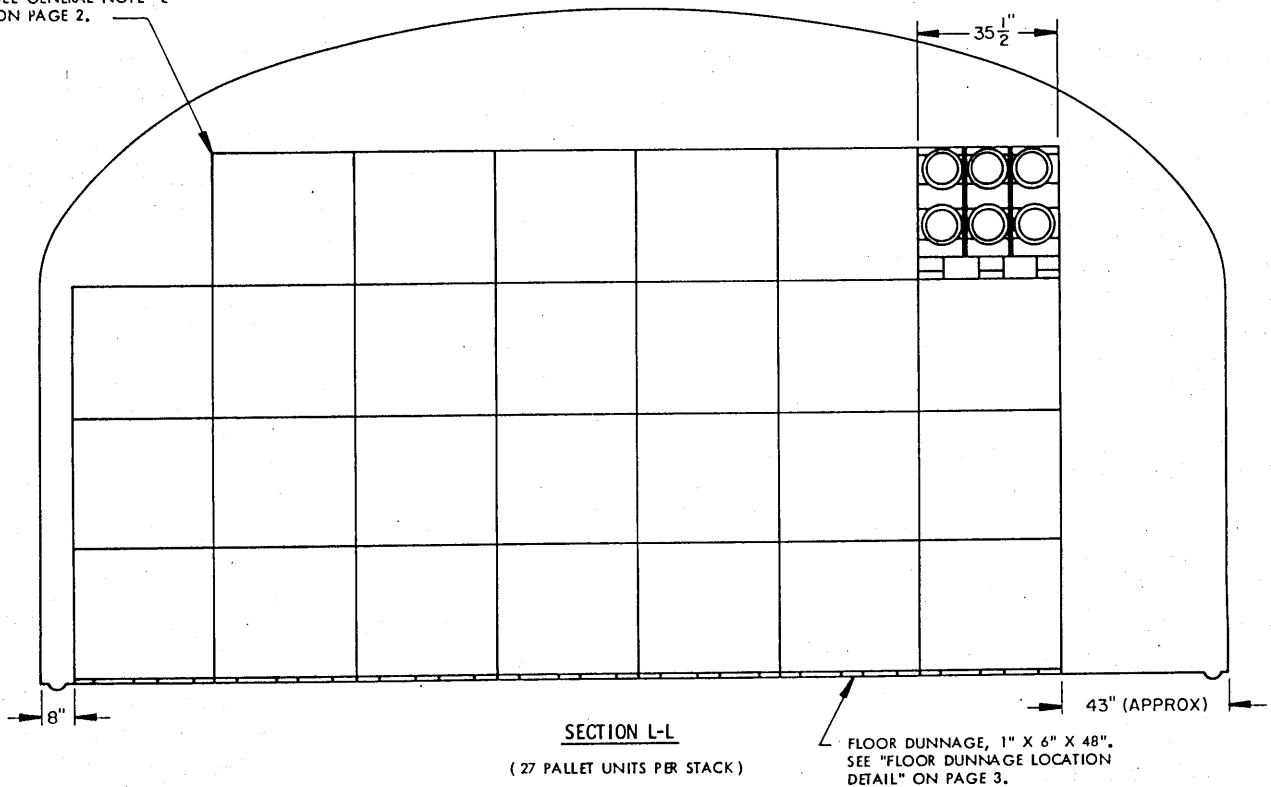 ON PAGE 2.
35 1/2"
8"
43" (APPROX)
SECTION L-L
(27 PALLET UNITS PER STACK)
FLOOR DUNNAGE, 1" X 6" X 48".
SEE "FLOOR DUNNAGE LOCATION
DETAIL" ON PAGE 3.